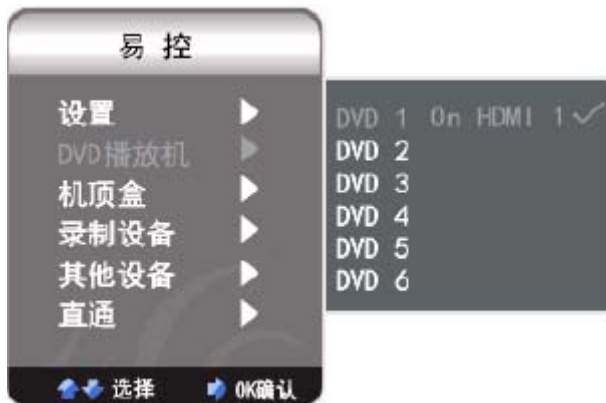 易 控
设置
DVD播放机
机顶盒
录制设备
其他设备
直通
选择 OK确认
DVD 1 On HDMI 1
DVD 2
DVD 3
DVD 4
DVD 5
DVD 6